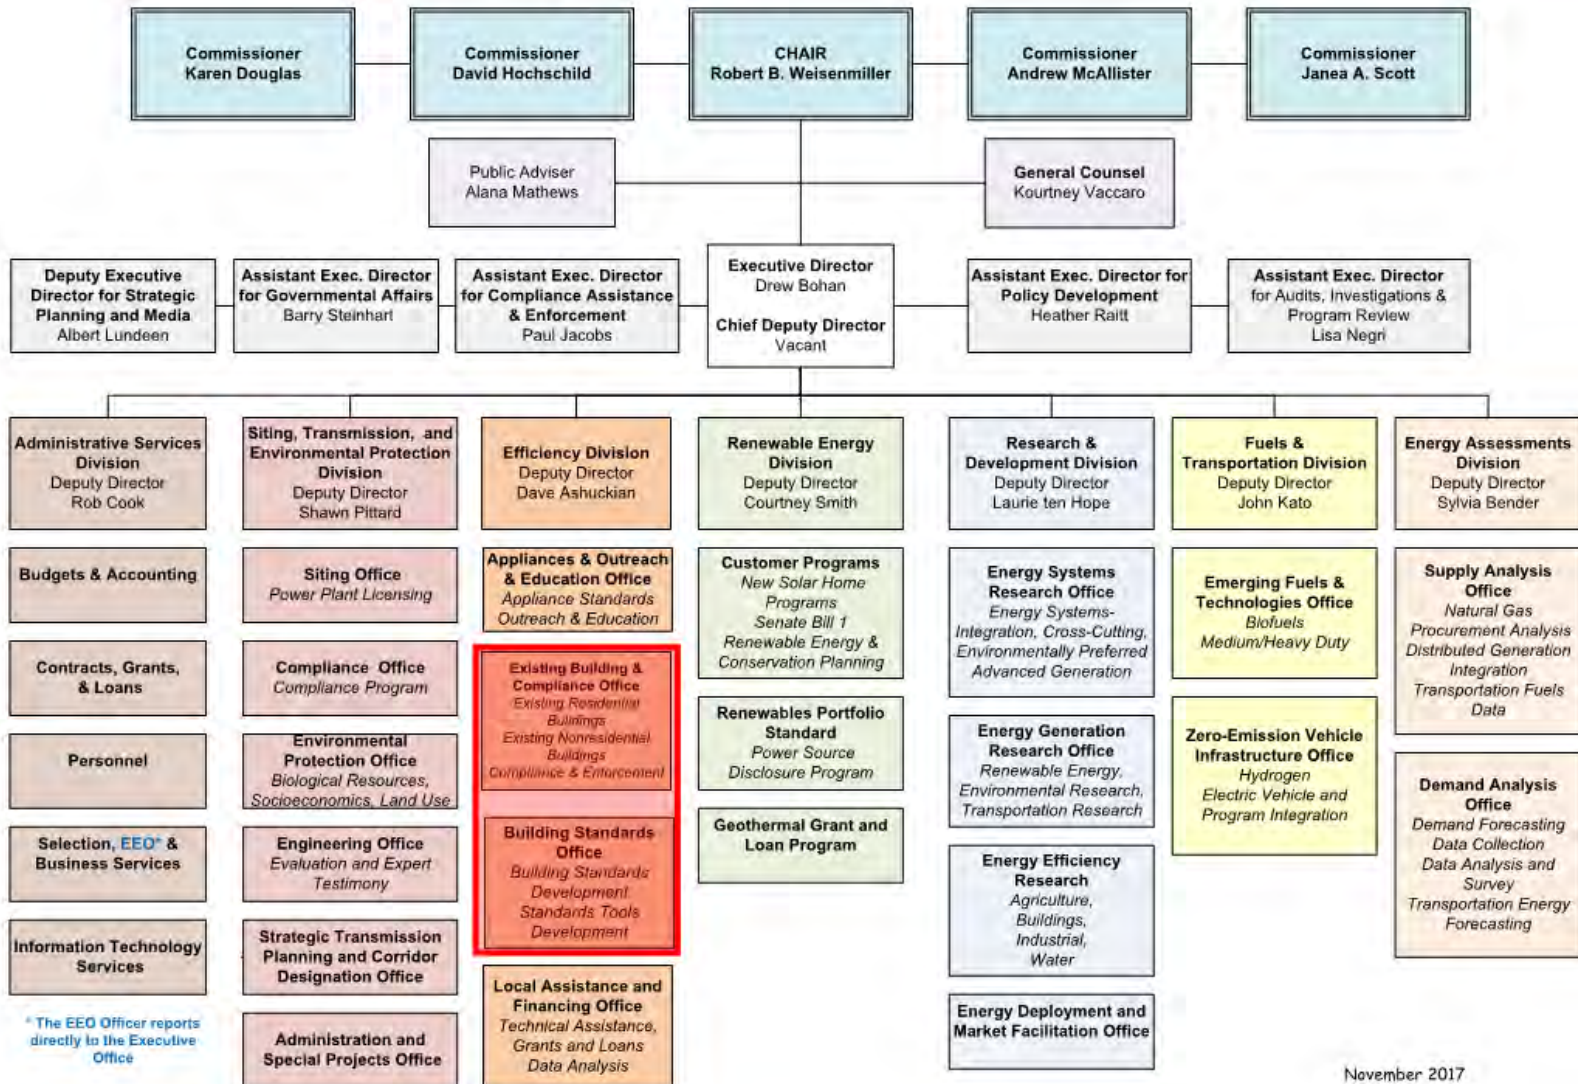 Commissioner
Karen Douglas
Commissioner
David Hochschild
CHAIR
Robert B. Weisenmiller
Commissioner
Andrew McAllister
Commissioner
Janea A. Scott
Public Adviser
Alana Mathews
General Counsel
Kourtney Vaccaro
Deputy Executive
Director for Strategic
Planning and Media
Albert Lundeen
Assistant Exec. Director
for Governmental Affairs
Barry Steinhart
Assistant Exec. Director
for Compliance Assistance
& Enforcement
Paul Jacobs
Executive Director
Drew Bohan
Chief Deputy Director
Vacant
Assistant Exec. Director for
Policy Development
Heather Raitt
Assistant Exec. Director
for Audits, Investigations &
Program Review
Lisa Negri
Administrative Services
Division
Deputy Director
Rob Cook
Budgets & Accounting
Contracts, Grants,
& Loans
Personnel
Selection, EEO* &
Business Services
Information Technology
Services
* The EEO Officer reports
directly to the Executive
Office
Siting, Transmission, and
Environmental Protection
Division
Deputy Director
Shawn Pittard
Siting Office
Power Plant Licensing
Compliance Office
Compliance Program
Environmental
Protection Office
Biological Resources,
Socioeconomics, Land Use
Engineering Office
Evaluation and Expert
Testimony
Strategic Transmission
Planning and Corridor
Designation Office
Administration and
Special Projects Office
Efficiency Division
Deputy Director
Dave Ashuckian
Appliances & Outreach
& Education Office
Appliance Standards
Outreach & Education
Existing Building &
Compliance Office
Existing Residential
Buildings
Existing Nonresidential
Buildings
Compliance & Enforcement
Building Standards
Office
Building Standards
Development
Standards Tools
Development
Local Assistance and
Financing Office
Technical Assistance,
Grants and Loans
Data Analysis
Renewable Energy
Division
Deputy Director
Courtney Smith
Customer Programs
New Solar Home
Programs
Senate Bill 1
Renewable Energy &
Conservation Planning
Renewables Portfolio
Standard
Power Source
Disclosure Program
Geothermal Grant and
Loan Program
Research &
Development Division
Deputy Director
Laurie ten Hope
Energy Systems
Research Office
Energy Systems-
Integration, Cross-Cutting,
Environmentally Preferred
Advanced Generation
Energy Generation
Research Office
Renewable Energy,
Environmental Research,
Transportation Research
Energy Efficiency
Research
Agriculture,
Buildings,
Industrial,
Water
Energy Deployment and
Market Facilitation Office
Fuels &
Transportation Division
Deputy Director
John Kato
Emerging Fuels &
Technologies Office
Biofuels
Medium/Heavy Duty
Zero-Emission Vehicle
Infrastructure Office
Hydrogen
Electric Vehicle and
Program Integration
Energy Assessments
Division
Deputy Director
Sylvia Bender
Supply Analysis
Office
Natural Gas
Procurement Analysis
Distributed Generation
Integration
Transportation Fuels
Data
Demand Analysis
Office
Demand Forecasting
Data Collection
Data Analysis and
Survey
Transportation Energy
Forecasting
November 2017